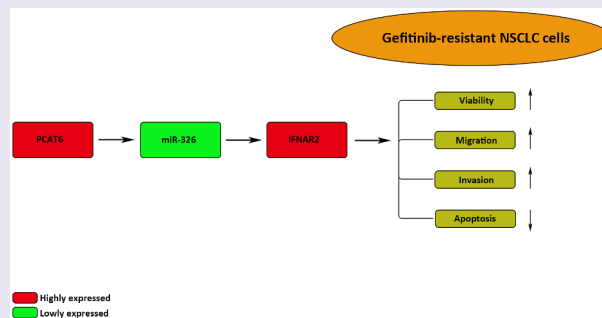 Gefitinib-resistant NSCLC cells
Viability
PCAT6 miR-326 IFNAR2
Migration
Invasion
Apoptosis
Highly expressed
Lowly expressed